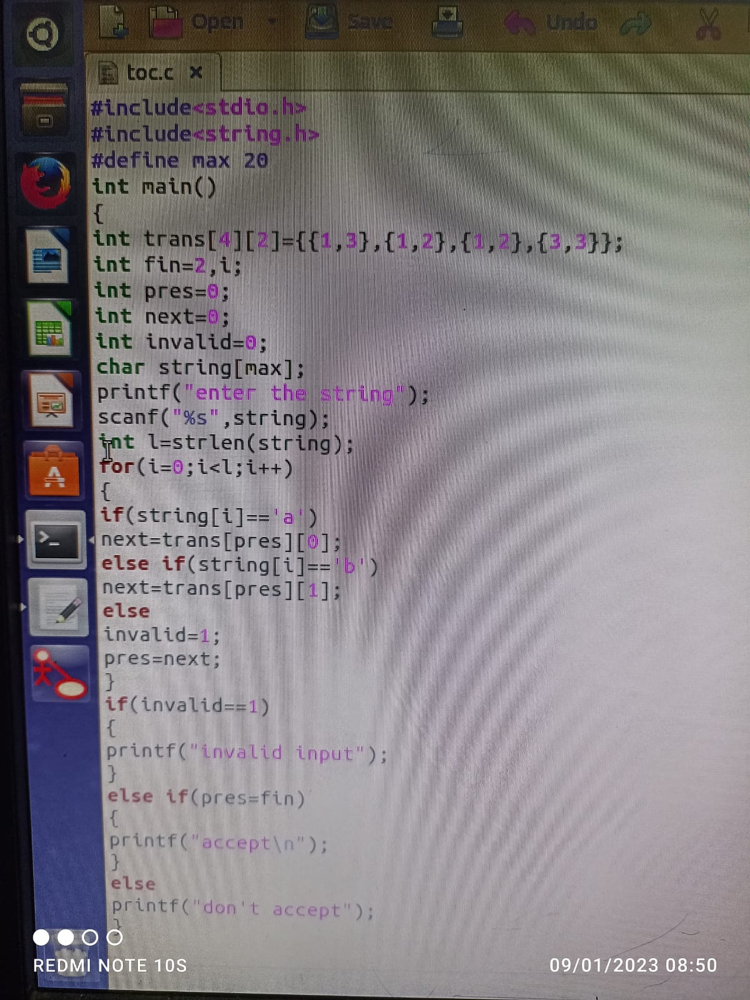 Open Save Undo
toc.c x
#include<stdio.h>
#include<string.h>
#define max 20
int main()
{
int trans[4][2]={{1,3},{1,2},{1,2},{3,3}};
int fin=2,i;
int pres=0;
int next=0;
int invalid=0;
char string[max];
printf("enter the string");
scanf("%s",string);
int l=strlen(string);
for(i=0;i<l;i++)
{
if(string[i]=='a')
next=trans[pres][0];
else if(string[i]=='b')
next=trans[pres][1];
else
invalid=1;
pres=next;
}
if(invalid==1)
{
printf("invalid input");
}
else if(pres=fin)
{
printf("accept\n");
}
else
printf("don't accept");
}
REDMI NOTE 10S
09/01/2023 08:50